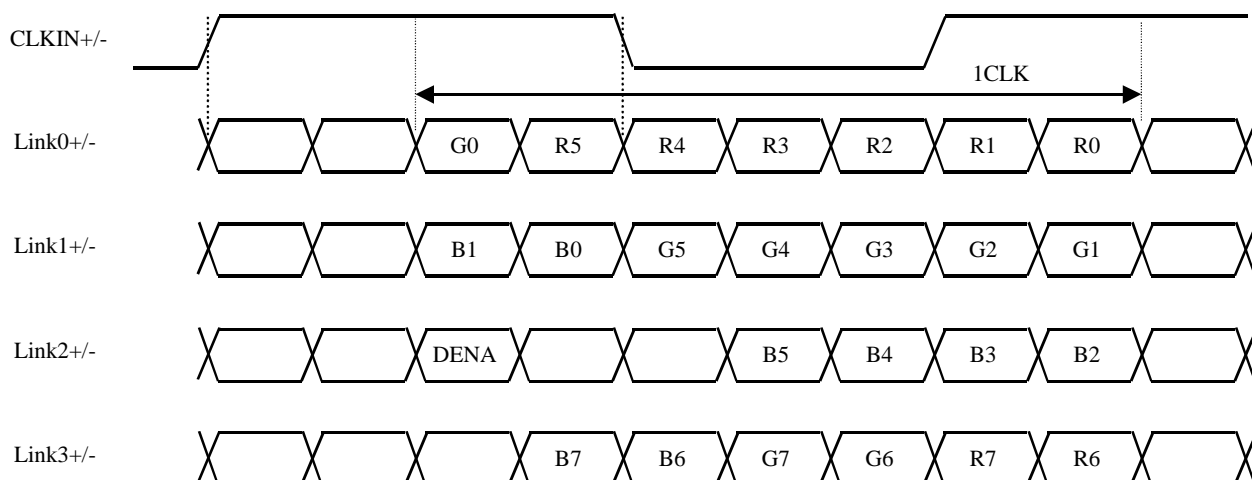 CLKIN+/-
1CLK
Link0+/- G0 R5 R4 R3 R2 R1 R0
Link1+/- B1 B0 G5 G4 G3 G2 G1
Link2+/- DENA B5 B4 B3 B2
Link3+/- B7 B6 G7 G6 R7 R6